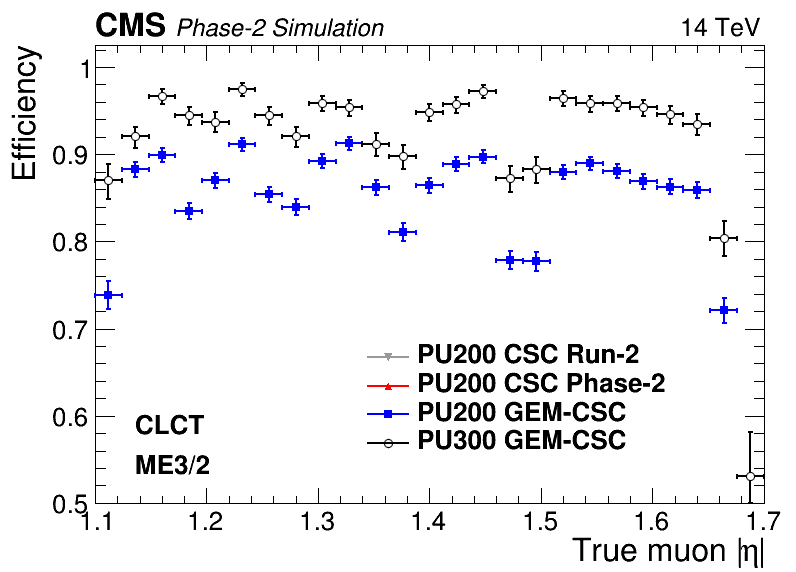 CMS Phase-2 Simulation 14 TeV
Efficiency
1
0.9
0.8
0.7
0.6
0.5
PU200 CSC Run-2
PU200 CSC Phase-2
PU200 GEM-CSC
PU300 GEM-CSC
CLCT
ME3/2
1.1 1.2 1.3 1.4 1.5 1.6 1.7
True muon |η|